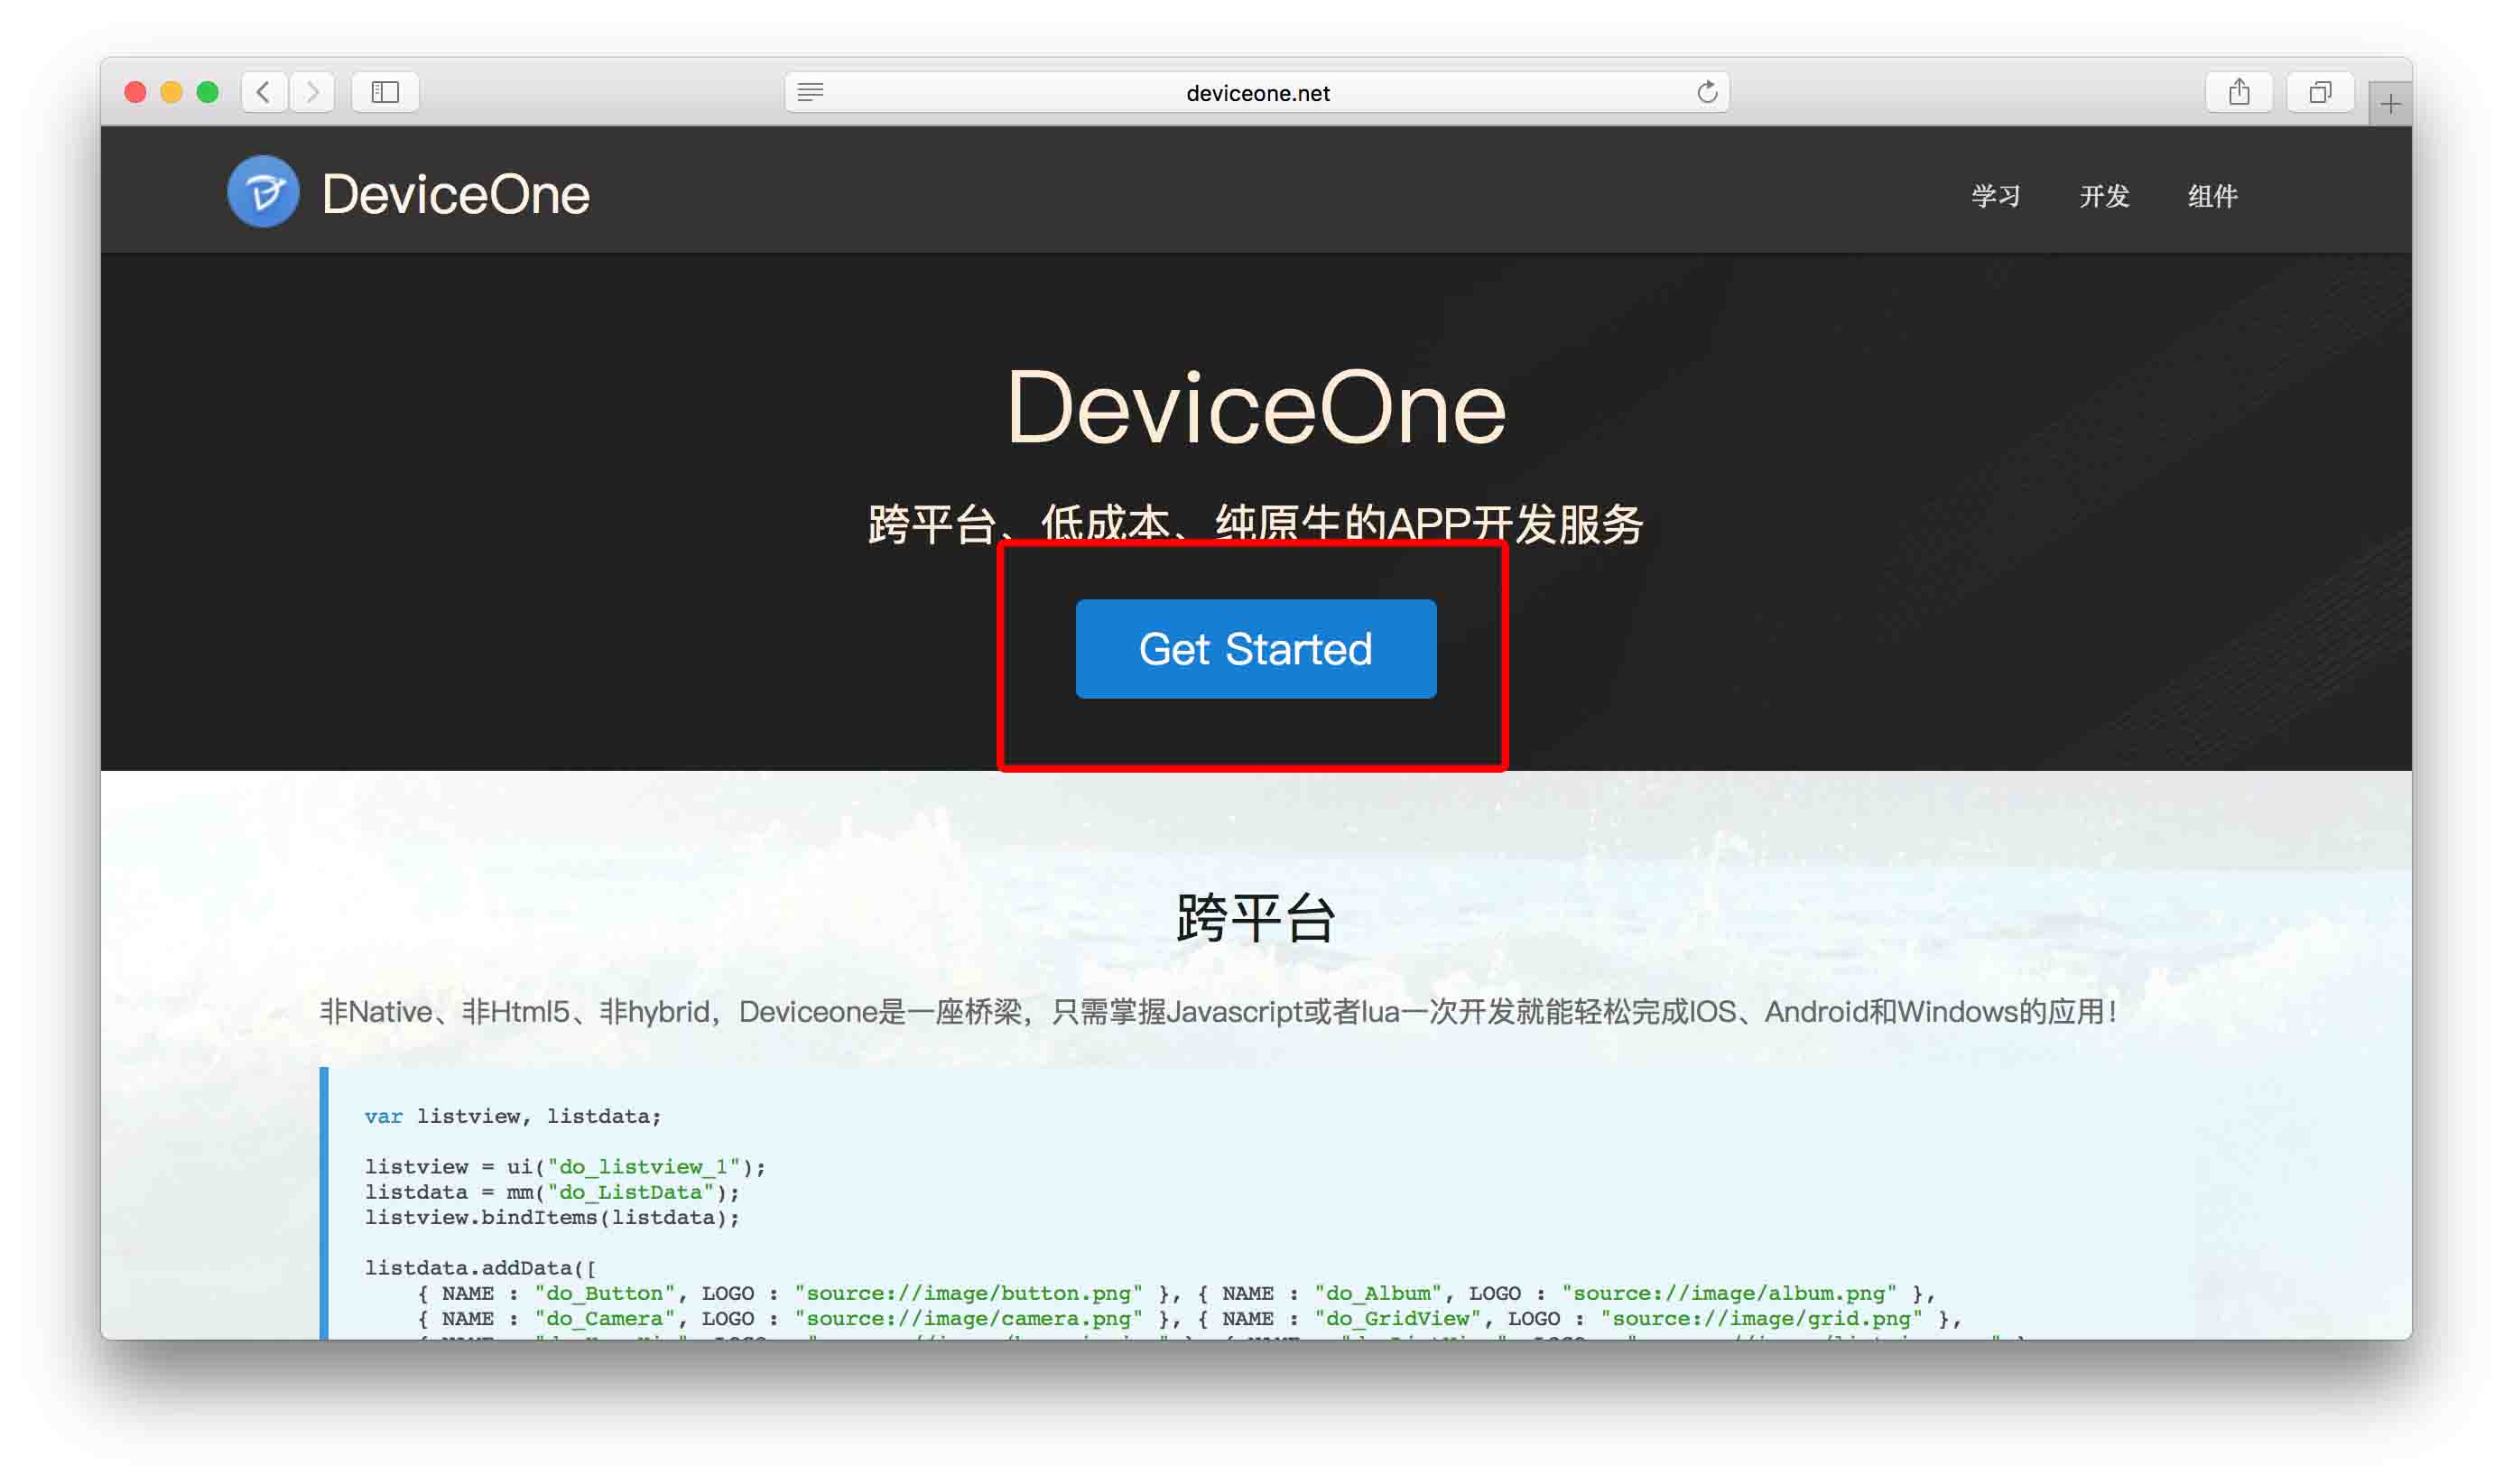 deviceone.net
DeviceOne
学习 开发 组件
DeviceOne
跨平台、低成本、纯原生的APP开发服务
Get Started
跨平台
非Native、非Html5、非hybrid，Deviceone是一座桥梁，只需掌握Javascript或者lua一次开发就能轻松完成IOS、Android和Windows的应用！
var listview, listdata;
listview = ui("do_listview_1");
listdata = mm("do_ListData");
listview.bindItems(listdata);
listdata.addData([
{ NAME : "do_Button", LOGO : "source://image/button.png" }, { NAME : "do_Album", LOGO : "source://image/album.png" },
{ NAME : "do_Camera", LOGO : "source://image/camera.png" }, { NAME : "do_GridView", LOGO : "source://image/grid.png" },